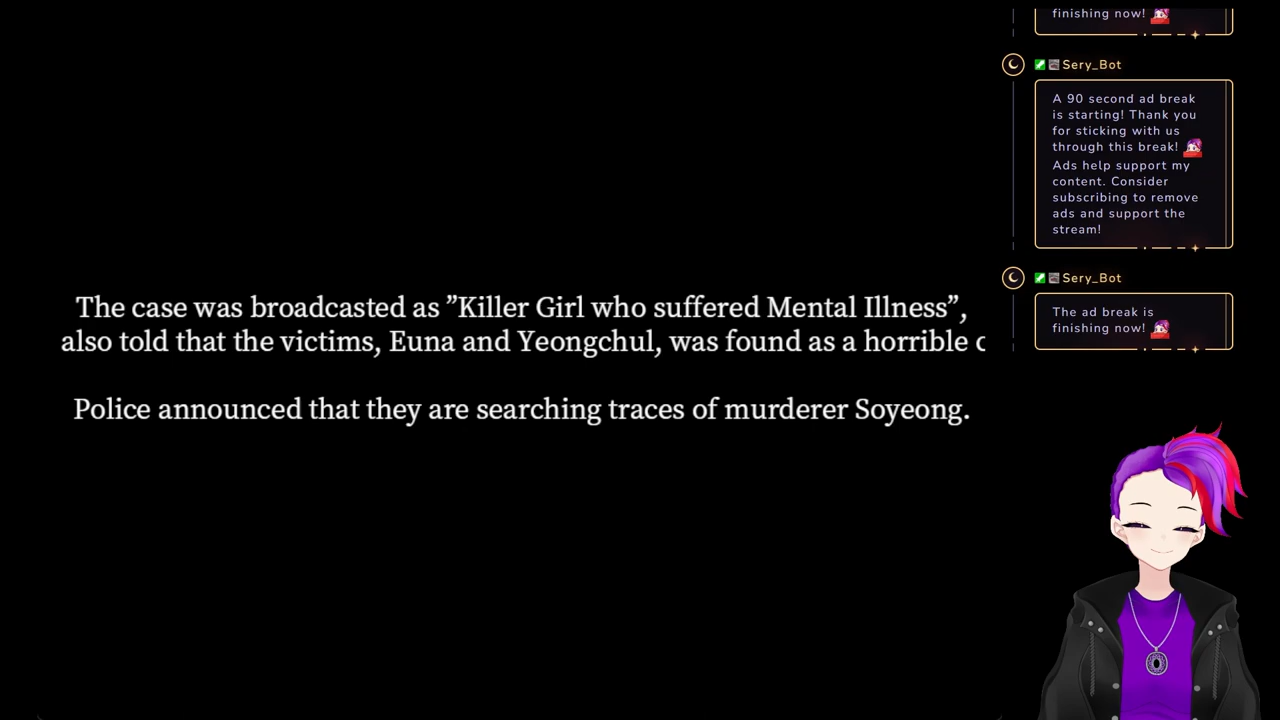 The case was broadcasted as ”Killer Girl who suffered Mental Illness”,
also told that the victims, Euna and Yeongchul, was found as a horrible
Police announced that they are searching traces of murderer Soyeong.
finishing now!
Sery_Bot
A 90 second ad break
is starting! Thank you
for sticking with us
through this break!
Ads help support my
content. Consider
subscribing to remove
ads and support the
stream!
Sery_Bot
The ad break is
finishing now!